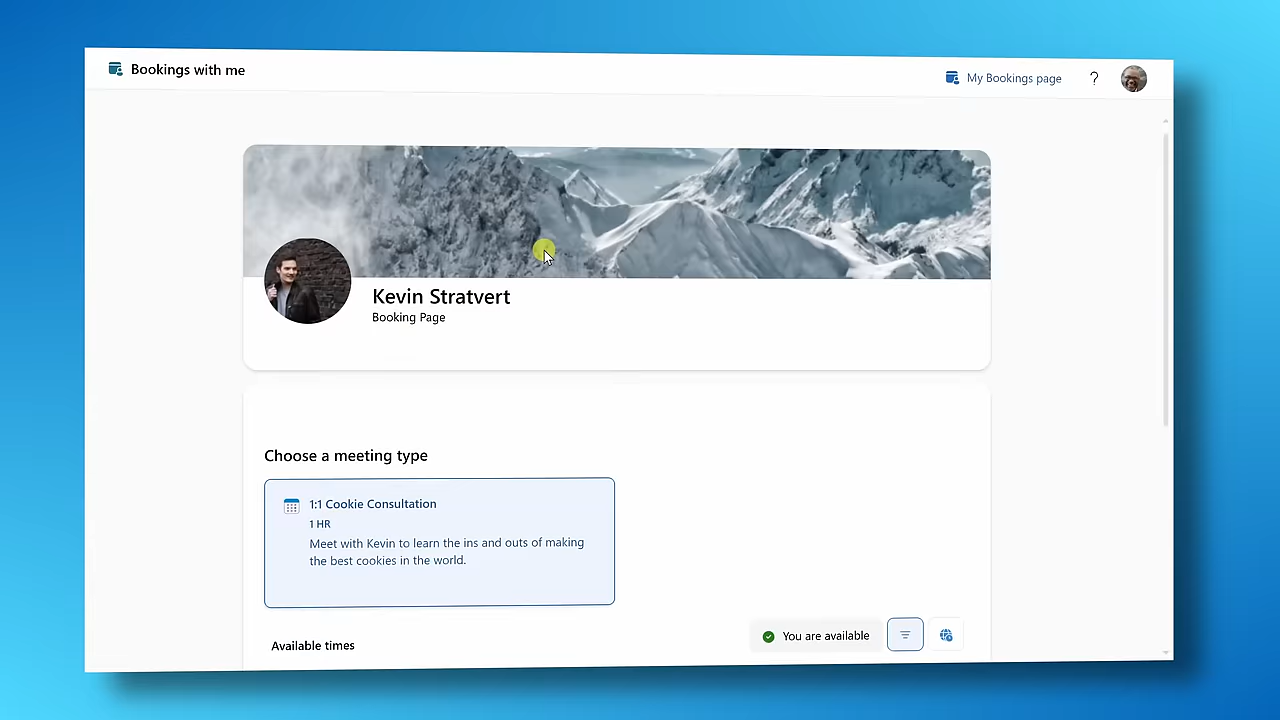 Bookings with me
My Bookings page
?
Kevin Stratvert
Booking Page
Choose a meeting type
1:1 Cookie Consultation
1 HR
Meet with Kevin to learn the ins and outs of making
the best cookies in the world.
Available times
You are available